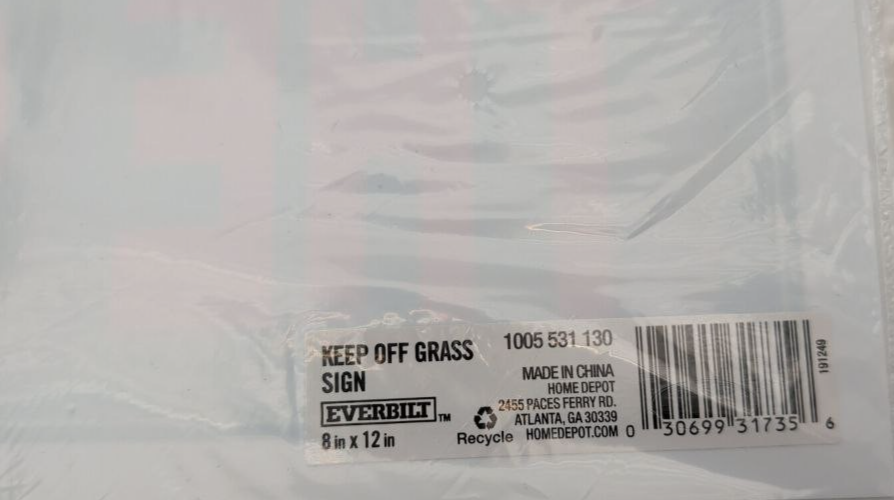 KEEP OFF GRASS
SIGN
EVERBILT™
8 in x 12 in
1005 531 130
MADE IN CHINA
HOME DEPOT
2455 PACES FERRY RD.
ATLANTA, GA 30339
Recycle HOMEDEPOT.COM
0 30699 31735 6
191249